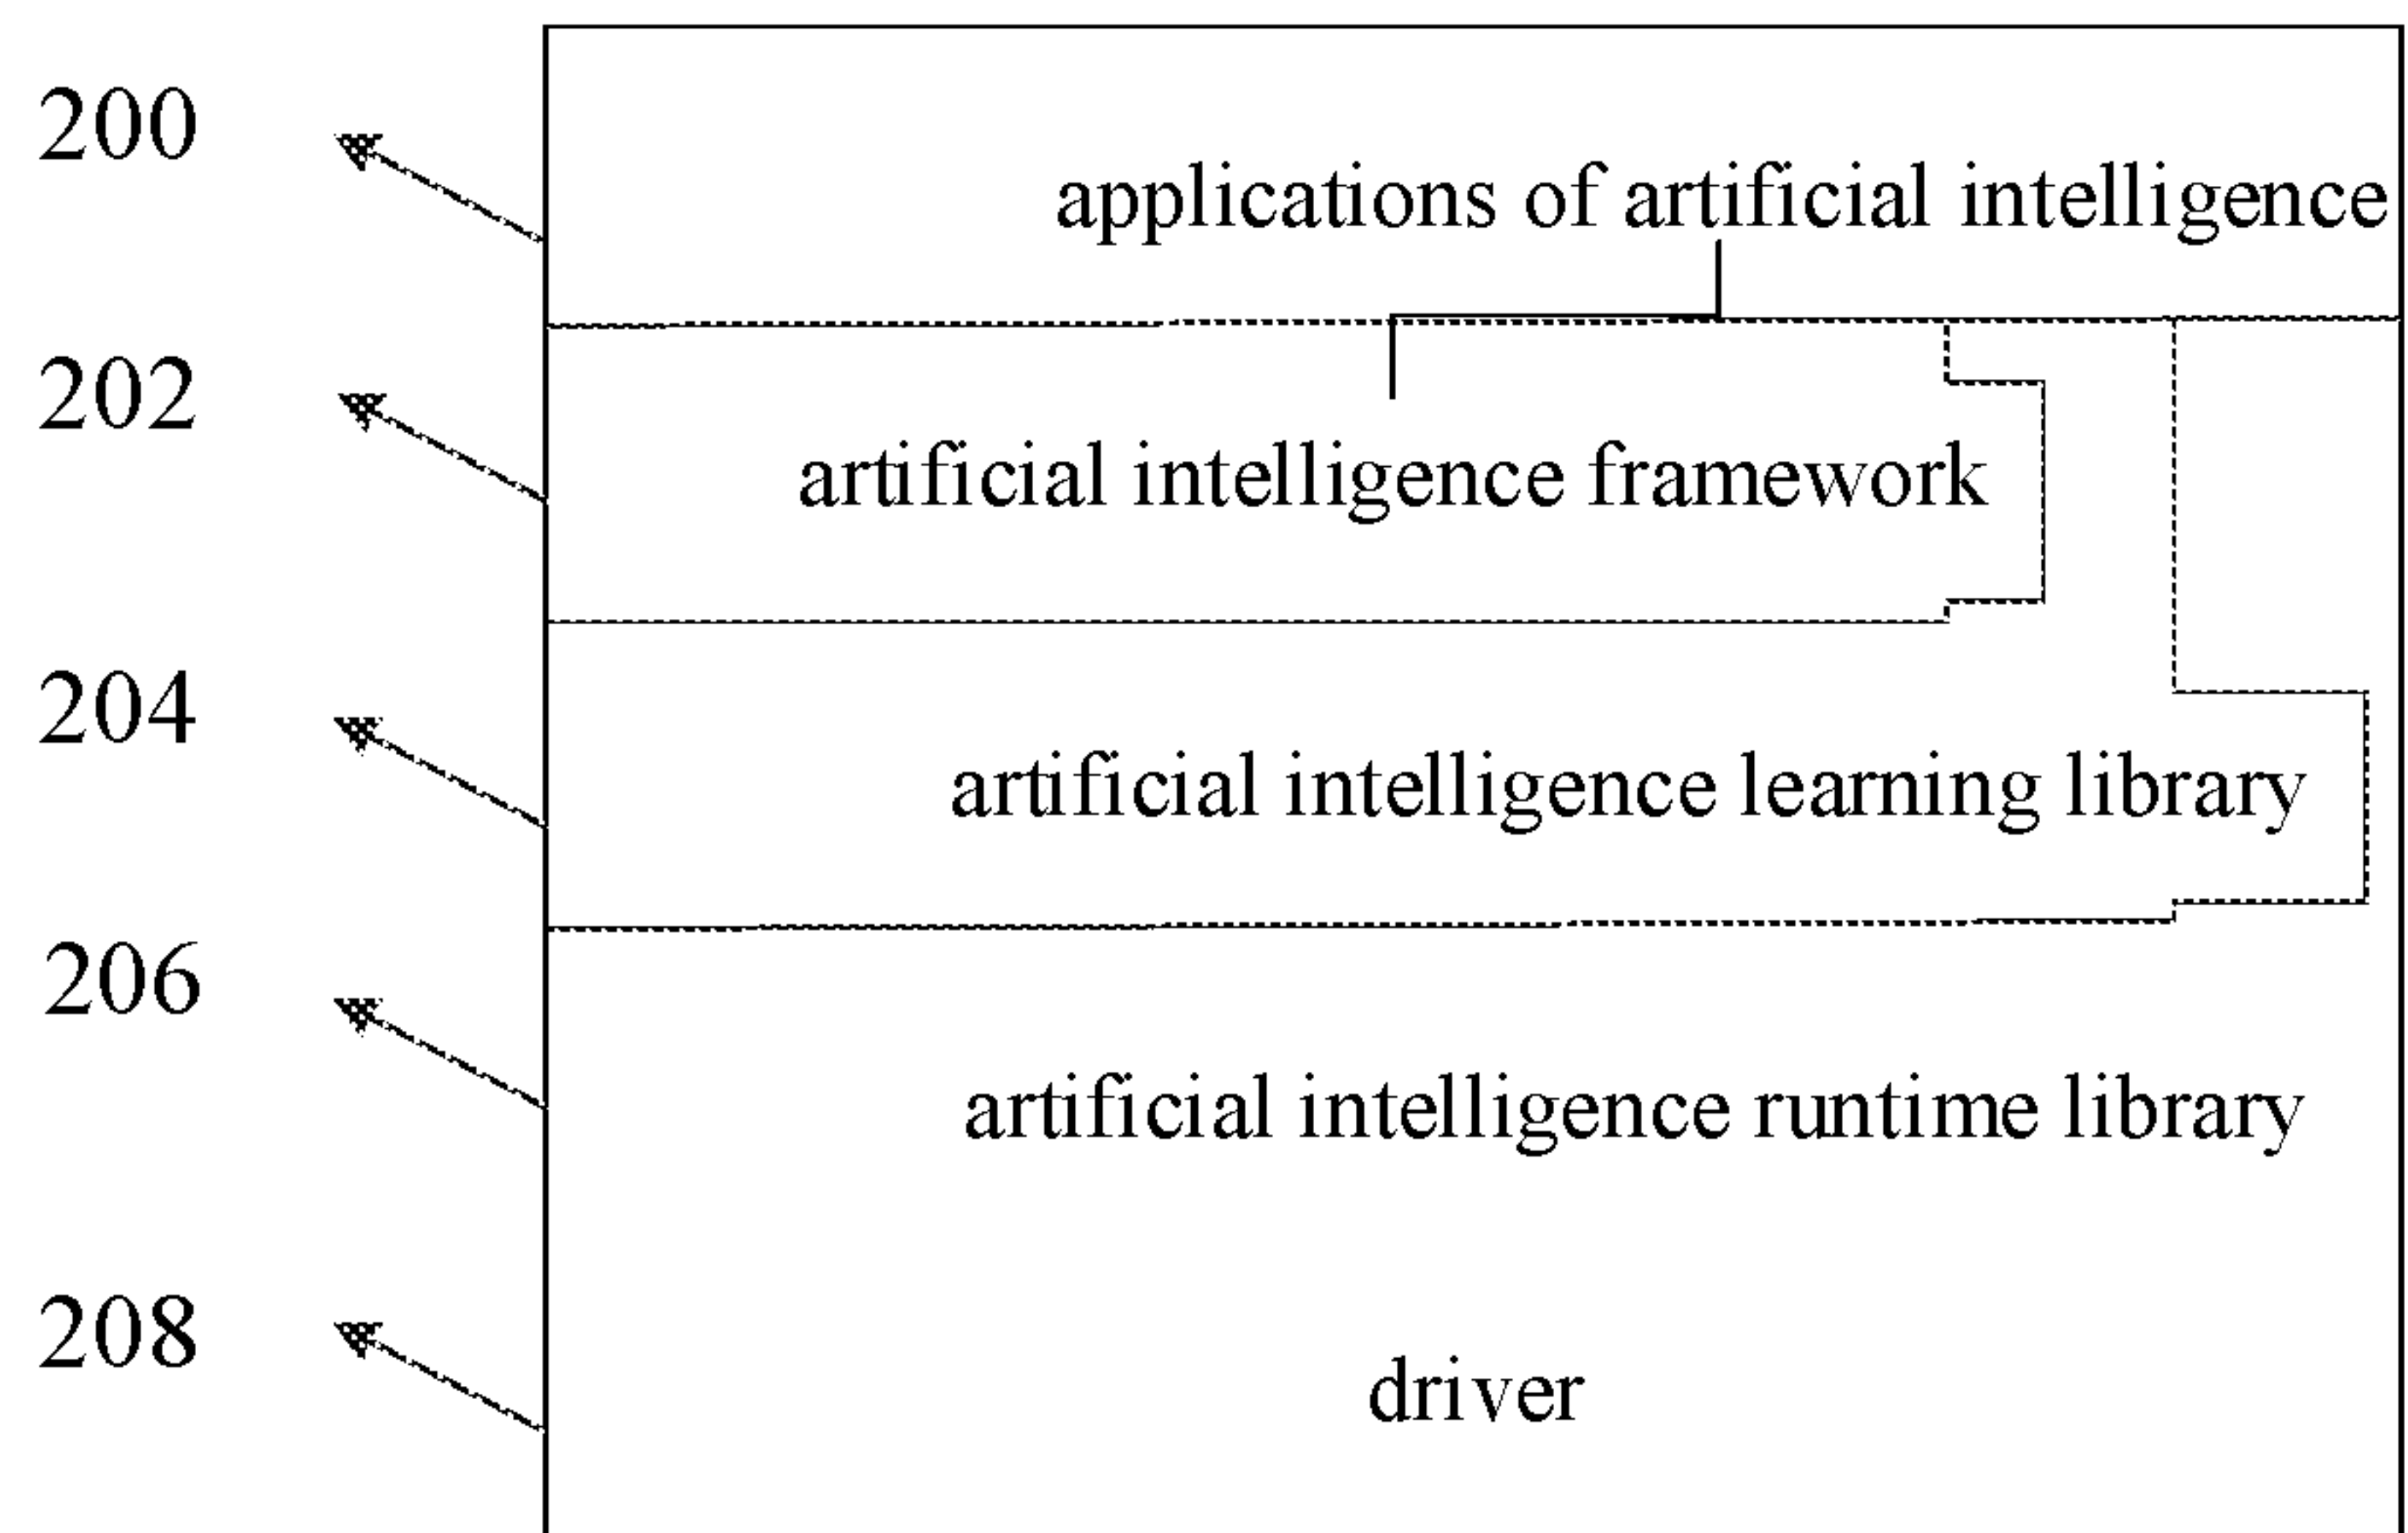 200
applications of artificial intelligence
202
artificial intelligence framework
204
artificial intelligence learning library
206
artificial intelligence runtime library
208
driver